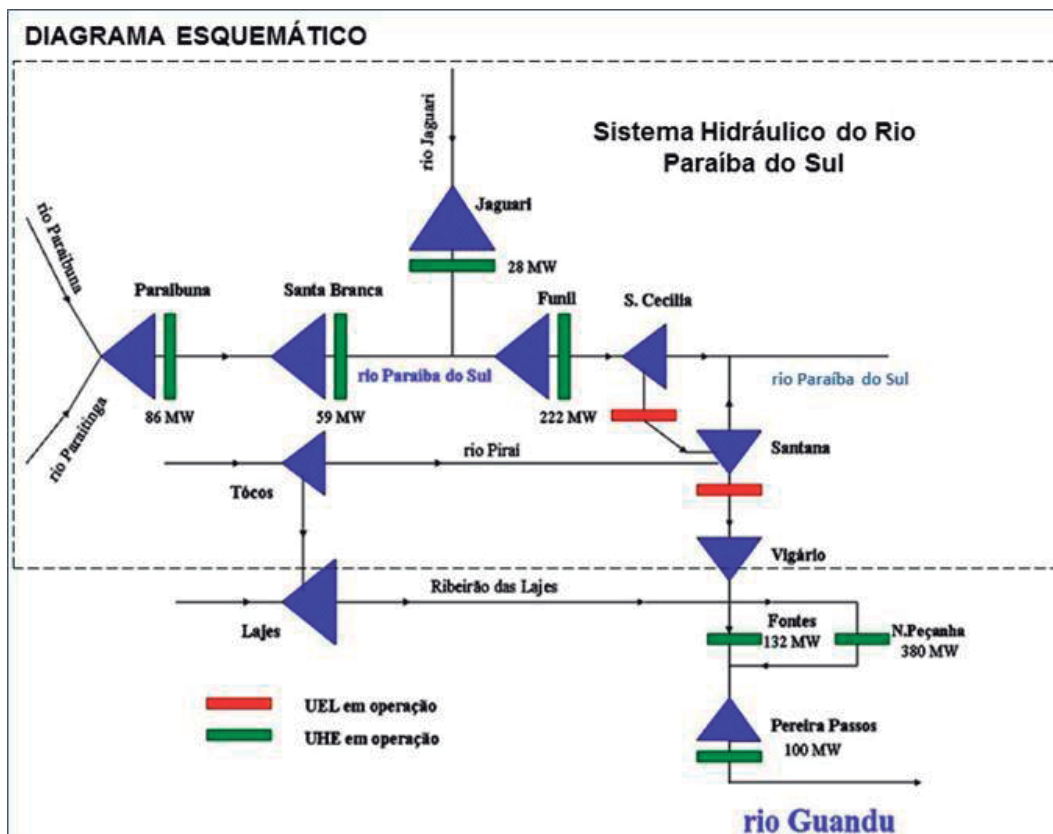 DIAGRAMA ESQUEMÁTICO
Sistema Hidráulico do Rio
Paraíba do Sul
rio Jaguari
Jaguari
28 MW
rio Paraibuna
Paraibuna
86 MW
rio Paraitinga
Santa Branca
59 MW
rio Paraíba do Sul
Funil
222 MW
S. Cecilia
rio Paraíba do Sul
Tócos
rio Piraí
Santana
Vigário
Lajes
Ribeirão das Lajes
Fontes
132 MW
N.Peçanha
380 MW
UEL em operação
UHE em operação
Pereira Passos
100 MW
rio Guandu